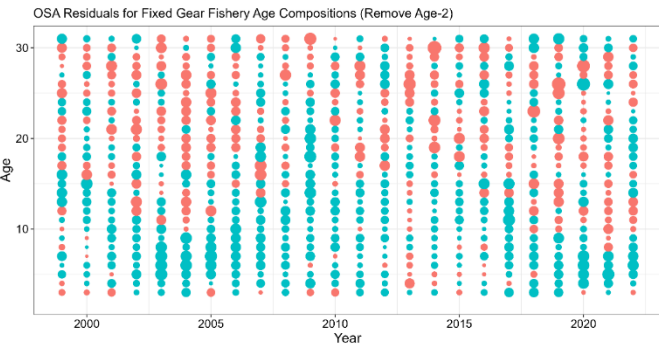 OSA Residuals for Fixed Gear Fishery Age Compositions (Remove Age-2)
30
20
10
Age
2000 2005 2010 2015 2020
Year